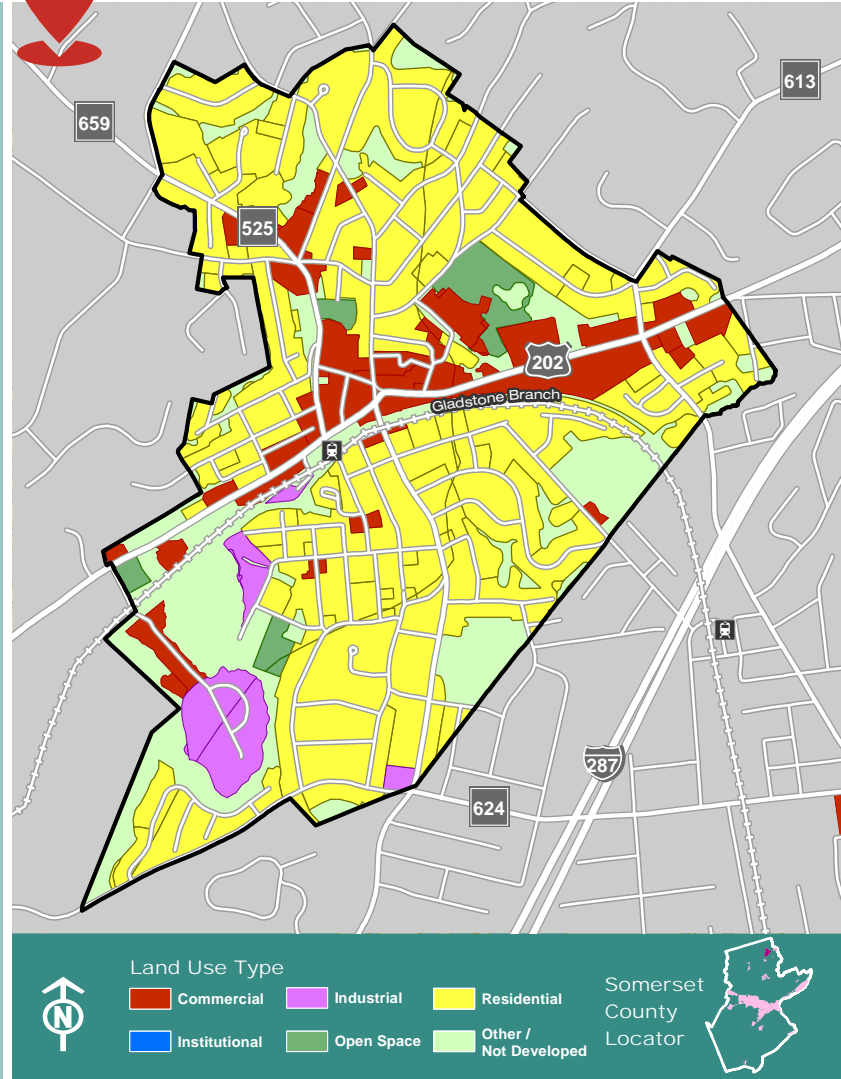 613
659
525
202
Gladstone Branch
287
624
N
Land Use Type
Commercial
Industrial
Residential
Institutional
Open Space
Other /
Not Developed
Somerset
County
Locator